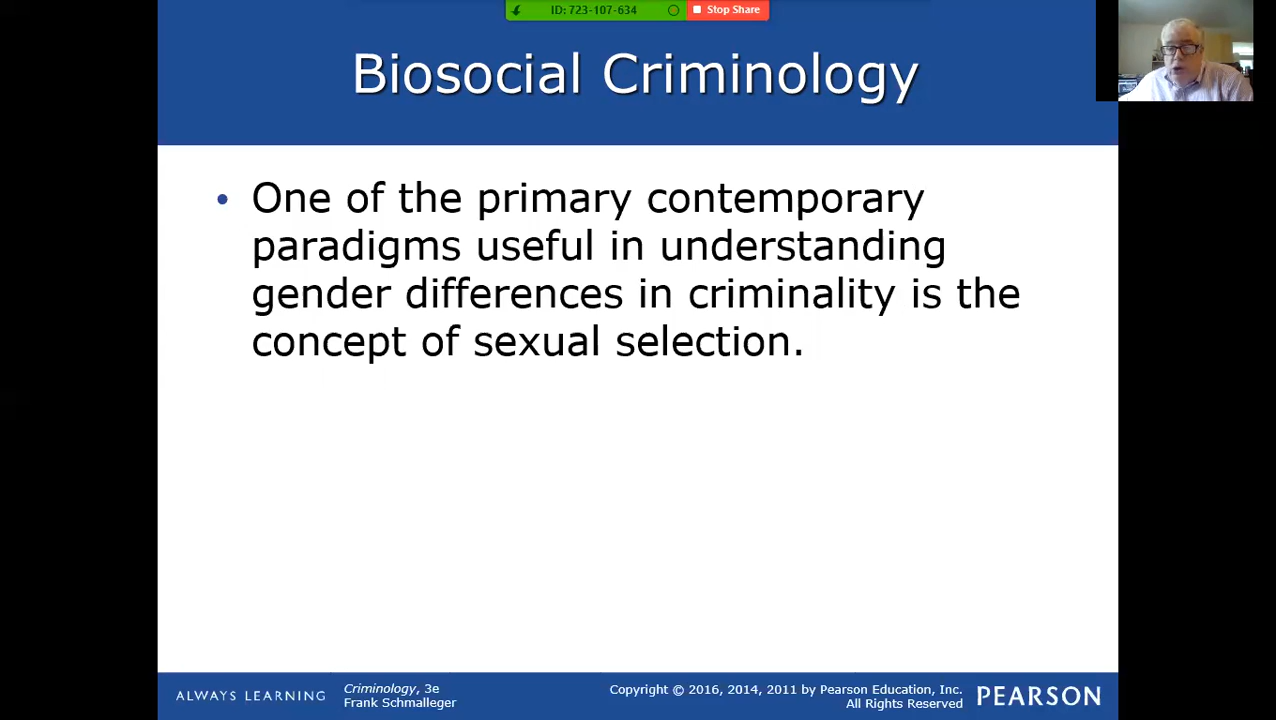 ID: 723-107-634
Stop Share
Biosocial Criminology
• One of the primary contemporary
paradigms useful in understanding
gender differences in criminality is the
concept of sexual selection.
ALWAYS LEARNING
Criminology, 3e
Frank Schmalleger
Copyright © 2016, 2014, 2011 by Pearson Education, Inc.
All Rights Reserved
PEARSON